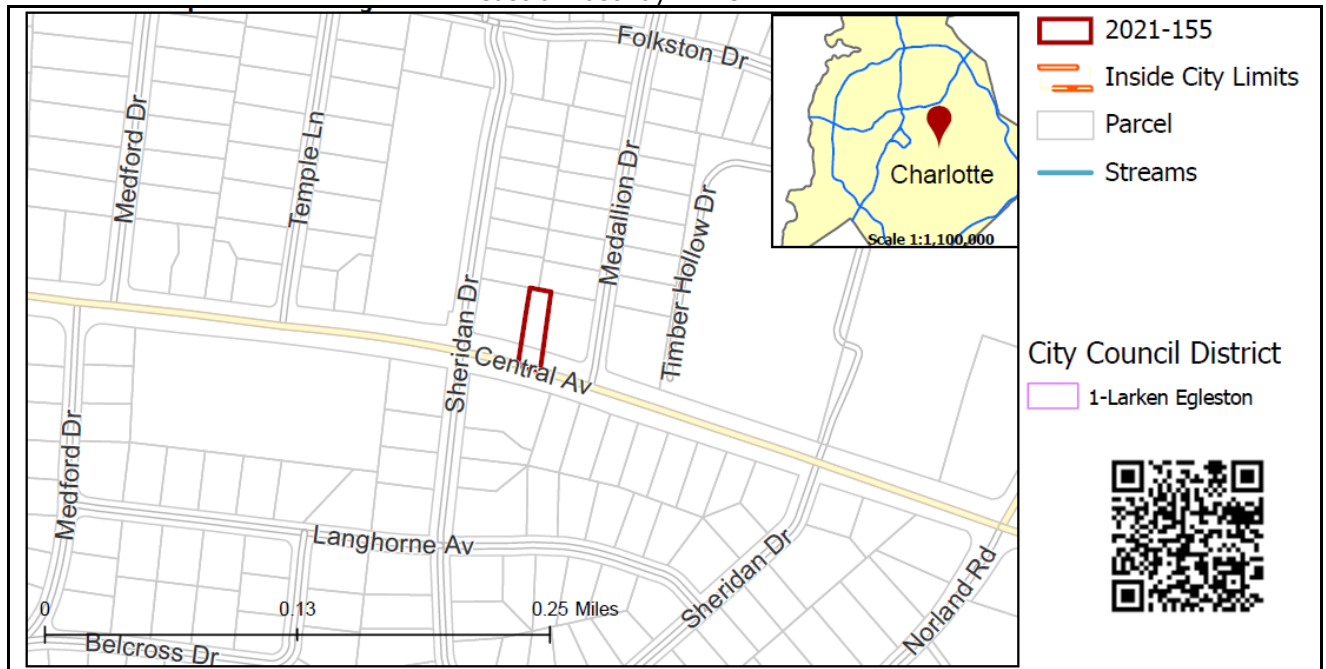 Folkston Dr
Medford Dr
Temple Ln
Medallion Dr
Timber Hollow Dr
Sheridan Dr
Central Av
Medford Dr
Langhorne Av
Sheridan Dr
Norland Rd
Belcross Dr
0
0.13
0.25 Miles
Charlotte
Scale 1:1,100,000
2021-155
Inside City Limits
Parcel
Streams
City Council District
1-Larken Egleston